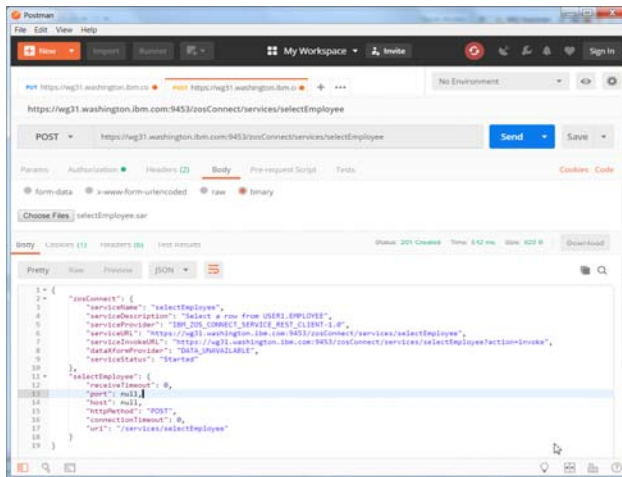 Postman
File Edit View Help
New Import Runner My Workspace Invite Sign In
PUT https://wg31.washington.ibm.co POST https://wg31.washington.ibm.c + ••• No Environment
https://wg31.washington.ibm.com:9453/zosConnect/services/selectEmployee
POST https://wg31.washington.ibm.com:9453/zosConnect/services/selectEmployee Send Save
Params Authorization Headers (2) Body Pre-request Script Tests Cookies Code
form-data x-www-form-urlencoded raw binary
Choose Files selectEmployee.sar
Body Cookies (1) Headers (6) Test Results Status: 201 Created Time: 642 ms Download
Pretty Raw Preview JSON
1 {
2 "zosConnect": {
3 "serviceName": "selectEmployee",
4 "serviceDescription": "Select a row from USER1.EMPLOYEE",
5 "serviceProvider": "IBM_ZOS_CONNECT_SERVICE_REST_CLIENT-1.0",
6 "serviceURL": "https://wg31.washington.ibm.com:9453/zosConnect/services/selectEmployee",
7 "serviceInvokeURL": "https://wg31.washington.ibm.com:9453/zosConnect/services/selectEmployee?action=invoke",
8 "dataXformProvider": "DATA_UNAVAILABLE",
9 "serviceStatus": "Started"
10 },
11 "selectEmployee": {
12 "receiveTimeout": 0,
13 "port": null,
14 "host": null,
15 "httpMethod": "POST",
16 "connectionTimeout": 0,
17 "uri": "/services/selectEmployee"
18 }
19 }